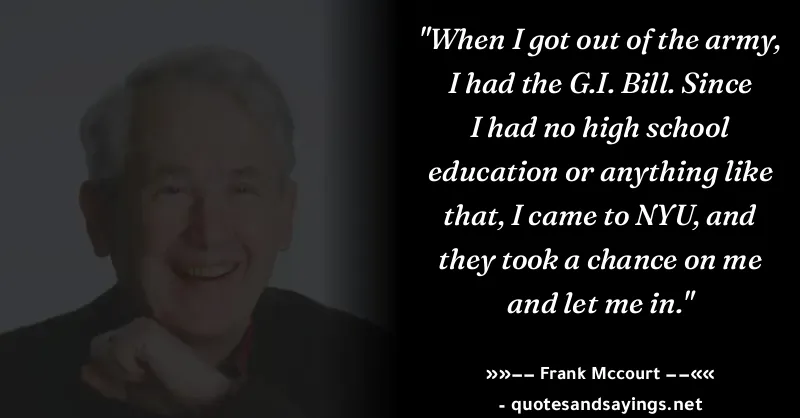 "When I got out of the army,
I had the G.I. Bill. Since
I had no high school
education or anything like
that, I came to NYU, and
they took a chance on me
and let me in."
»»−− Frank Mccourt −−««
- quotesandsayings.net